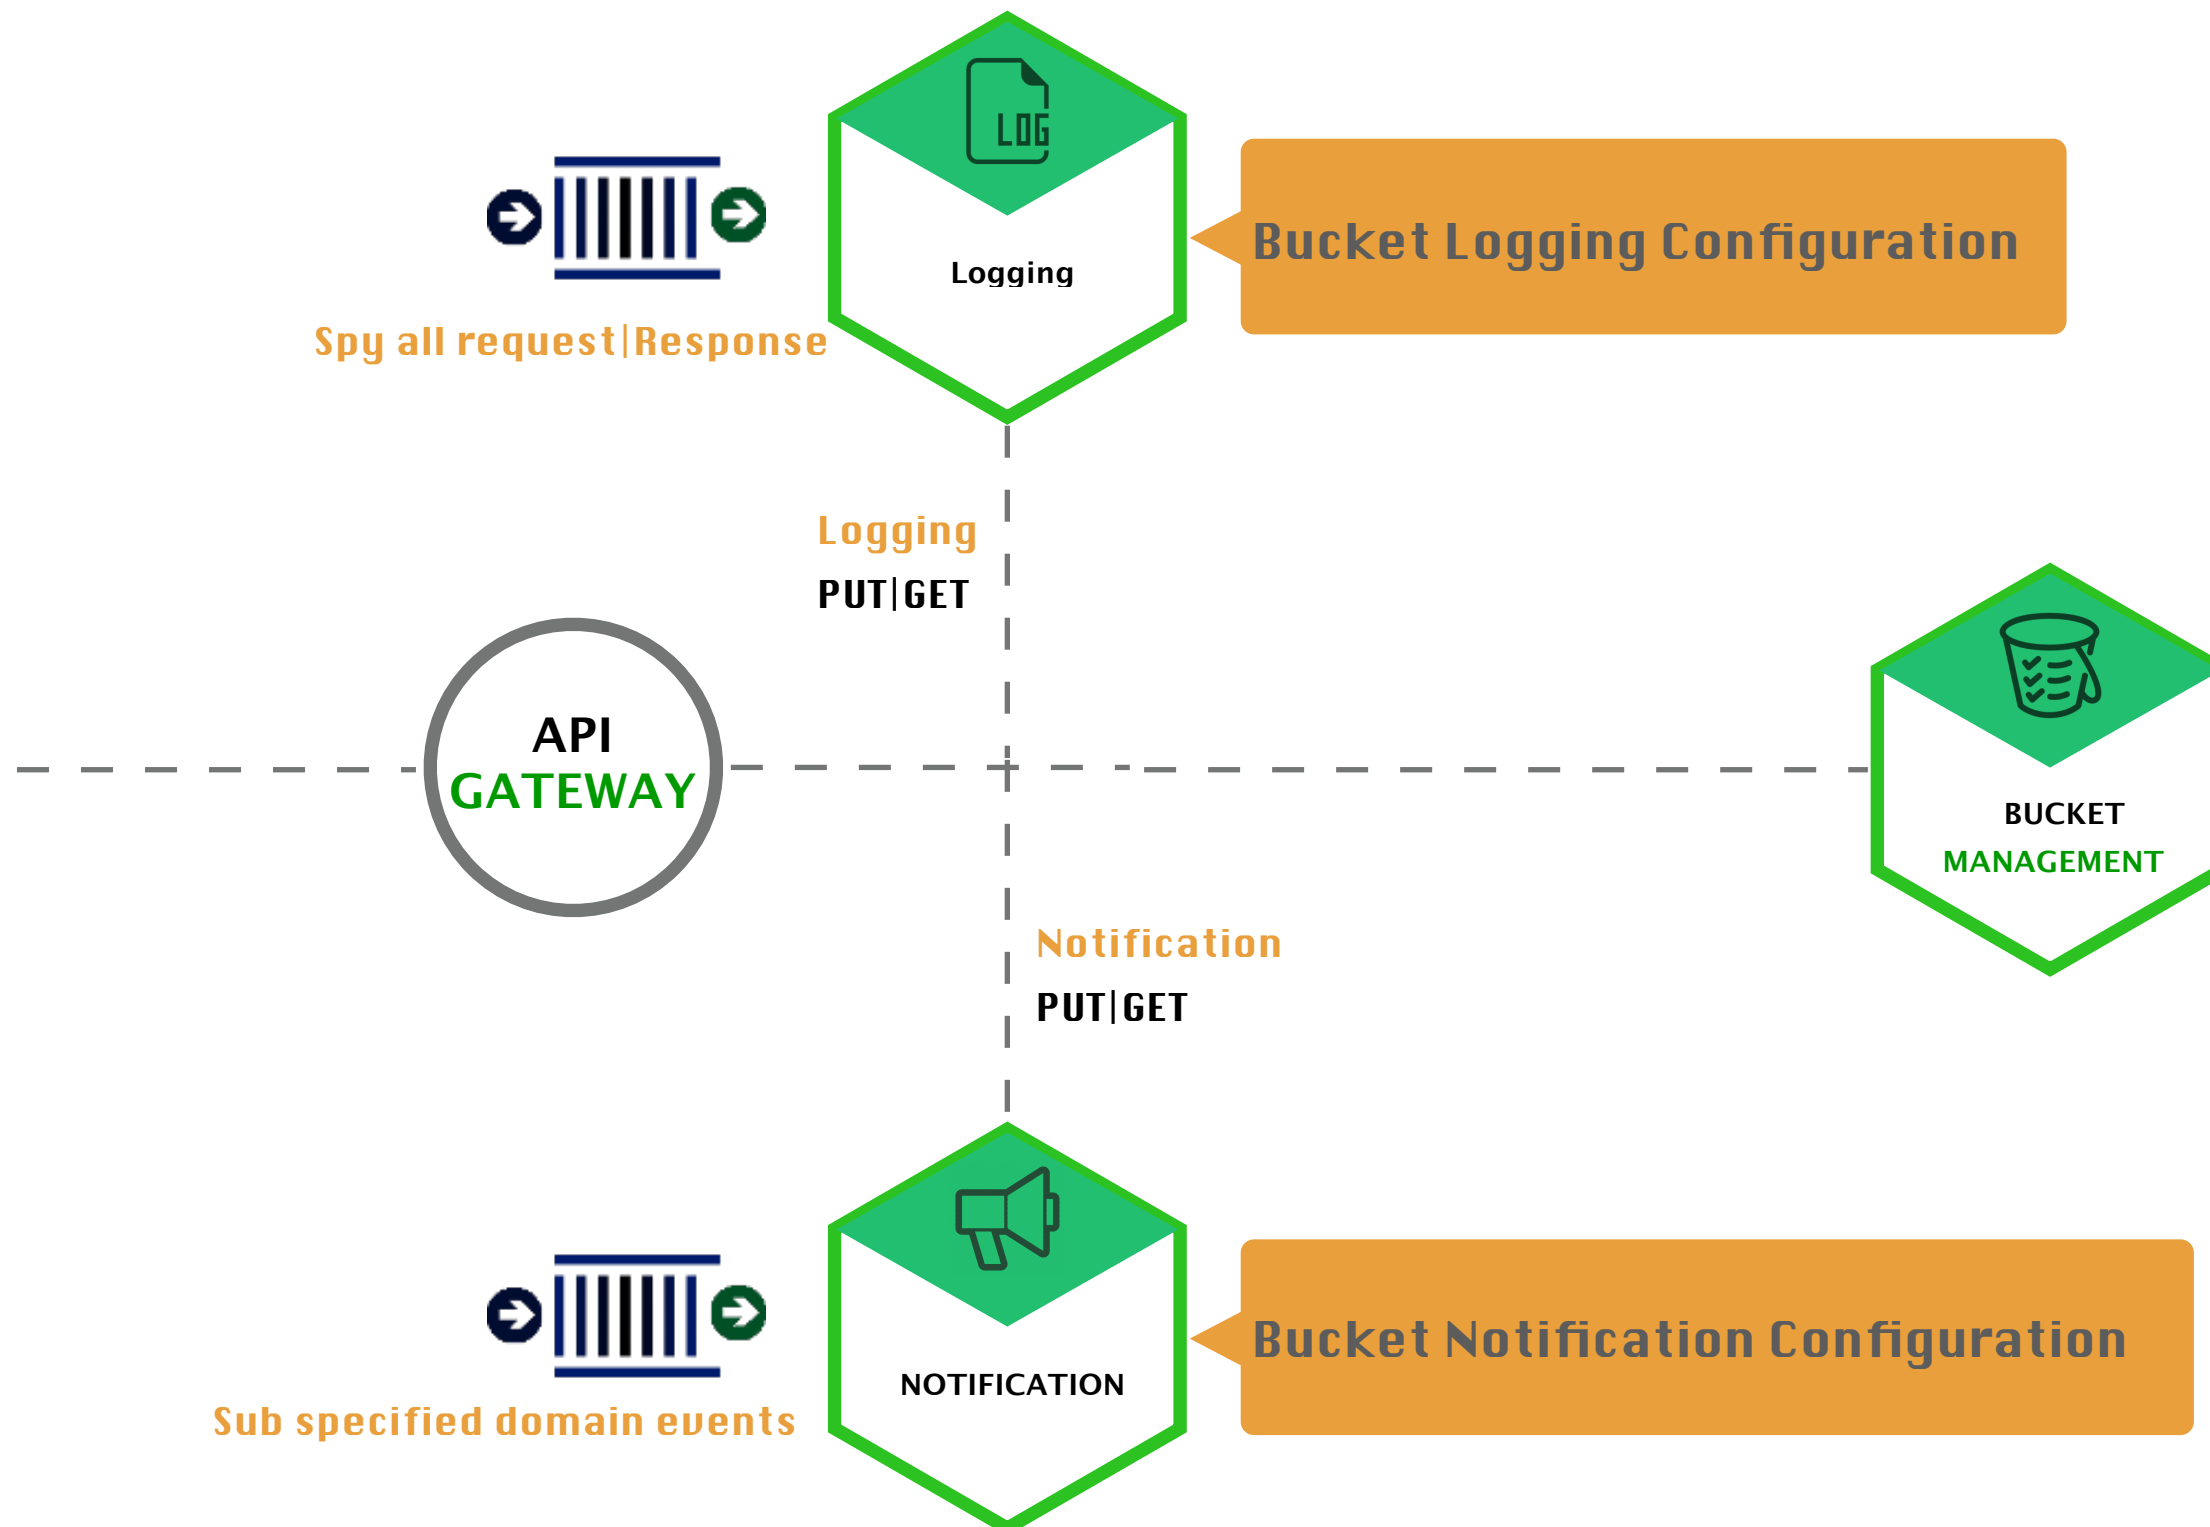 LOG
Bucket Logging Configuration
Logging
Spy all request|Response
Logging
PUT|GET
API
GATEWAY
BUCKET
MANAGEMENT
Notification
PUT|GET
Bucket Notification Configuration
NOTIFICATION
Sub specified domain events